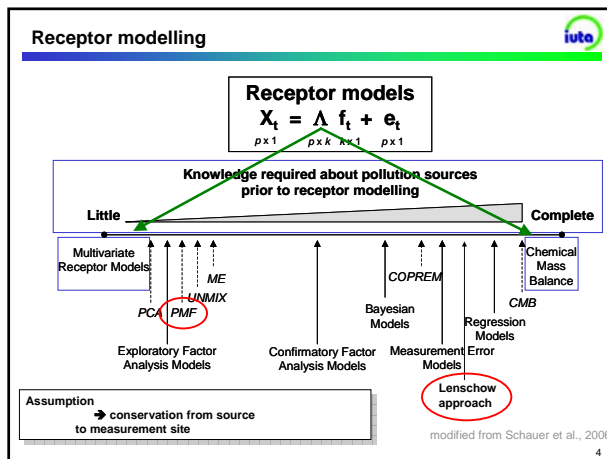 Receptor modelling
iuta
Receptor models
Xt = Λ ft + et
p x 1 p x k k x 1 p x 1
Knowledge required about pollution sources
prior to receptor modelling
Little
Complete
Multivariate
Receptor Models
Chemical
Mass
Balance
ME
UNMIX
PCA
PMF
COPREM
CMB
Bayesian
Models
Regression
Models
Exploratory Factor
Analysis Models
Confirmatory Factor
Analysis Models
Measurement Error
Models
Lenschow
approach
Assumption
➔ conservation from source
to measurement site
modified from Schauer et al., 2006
4